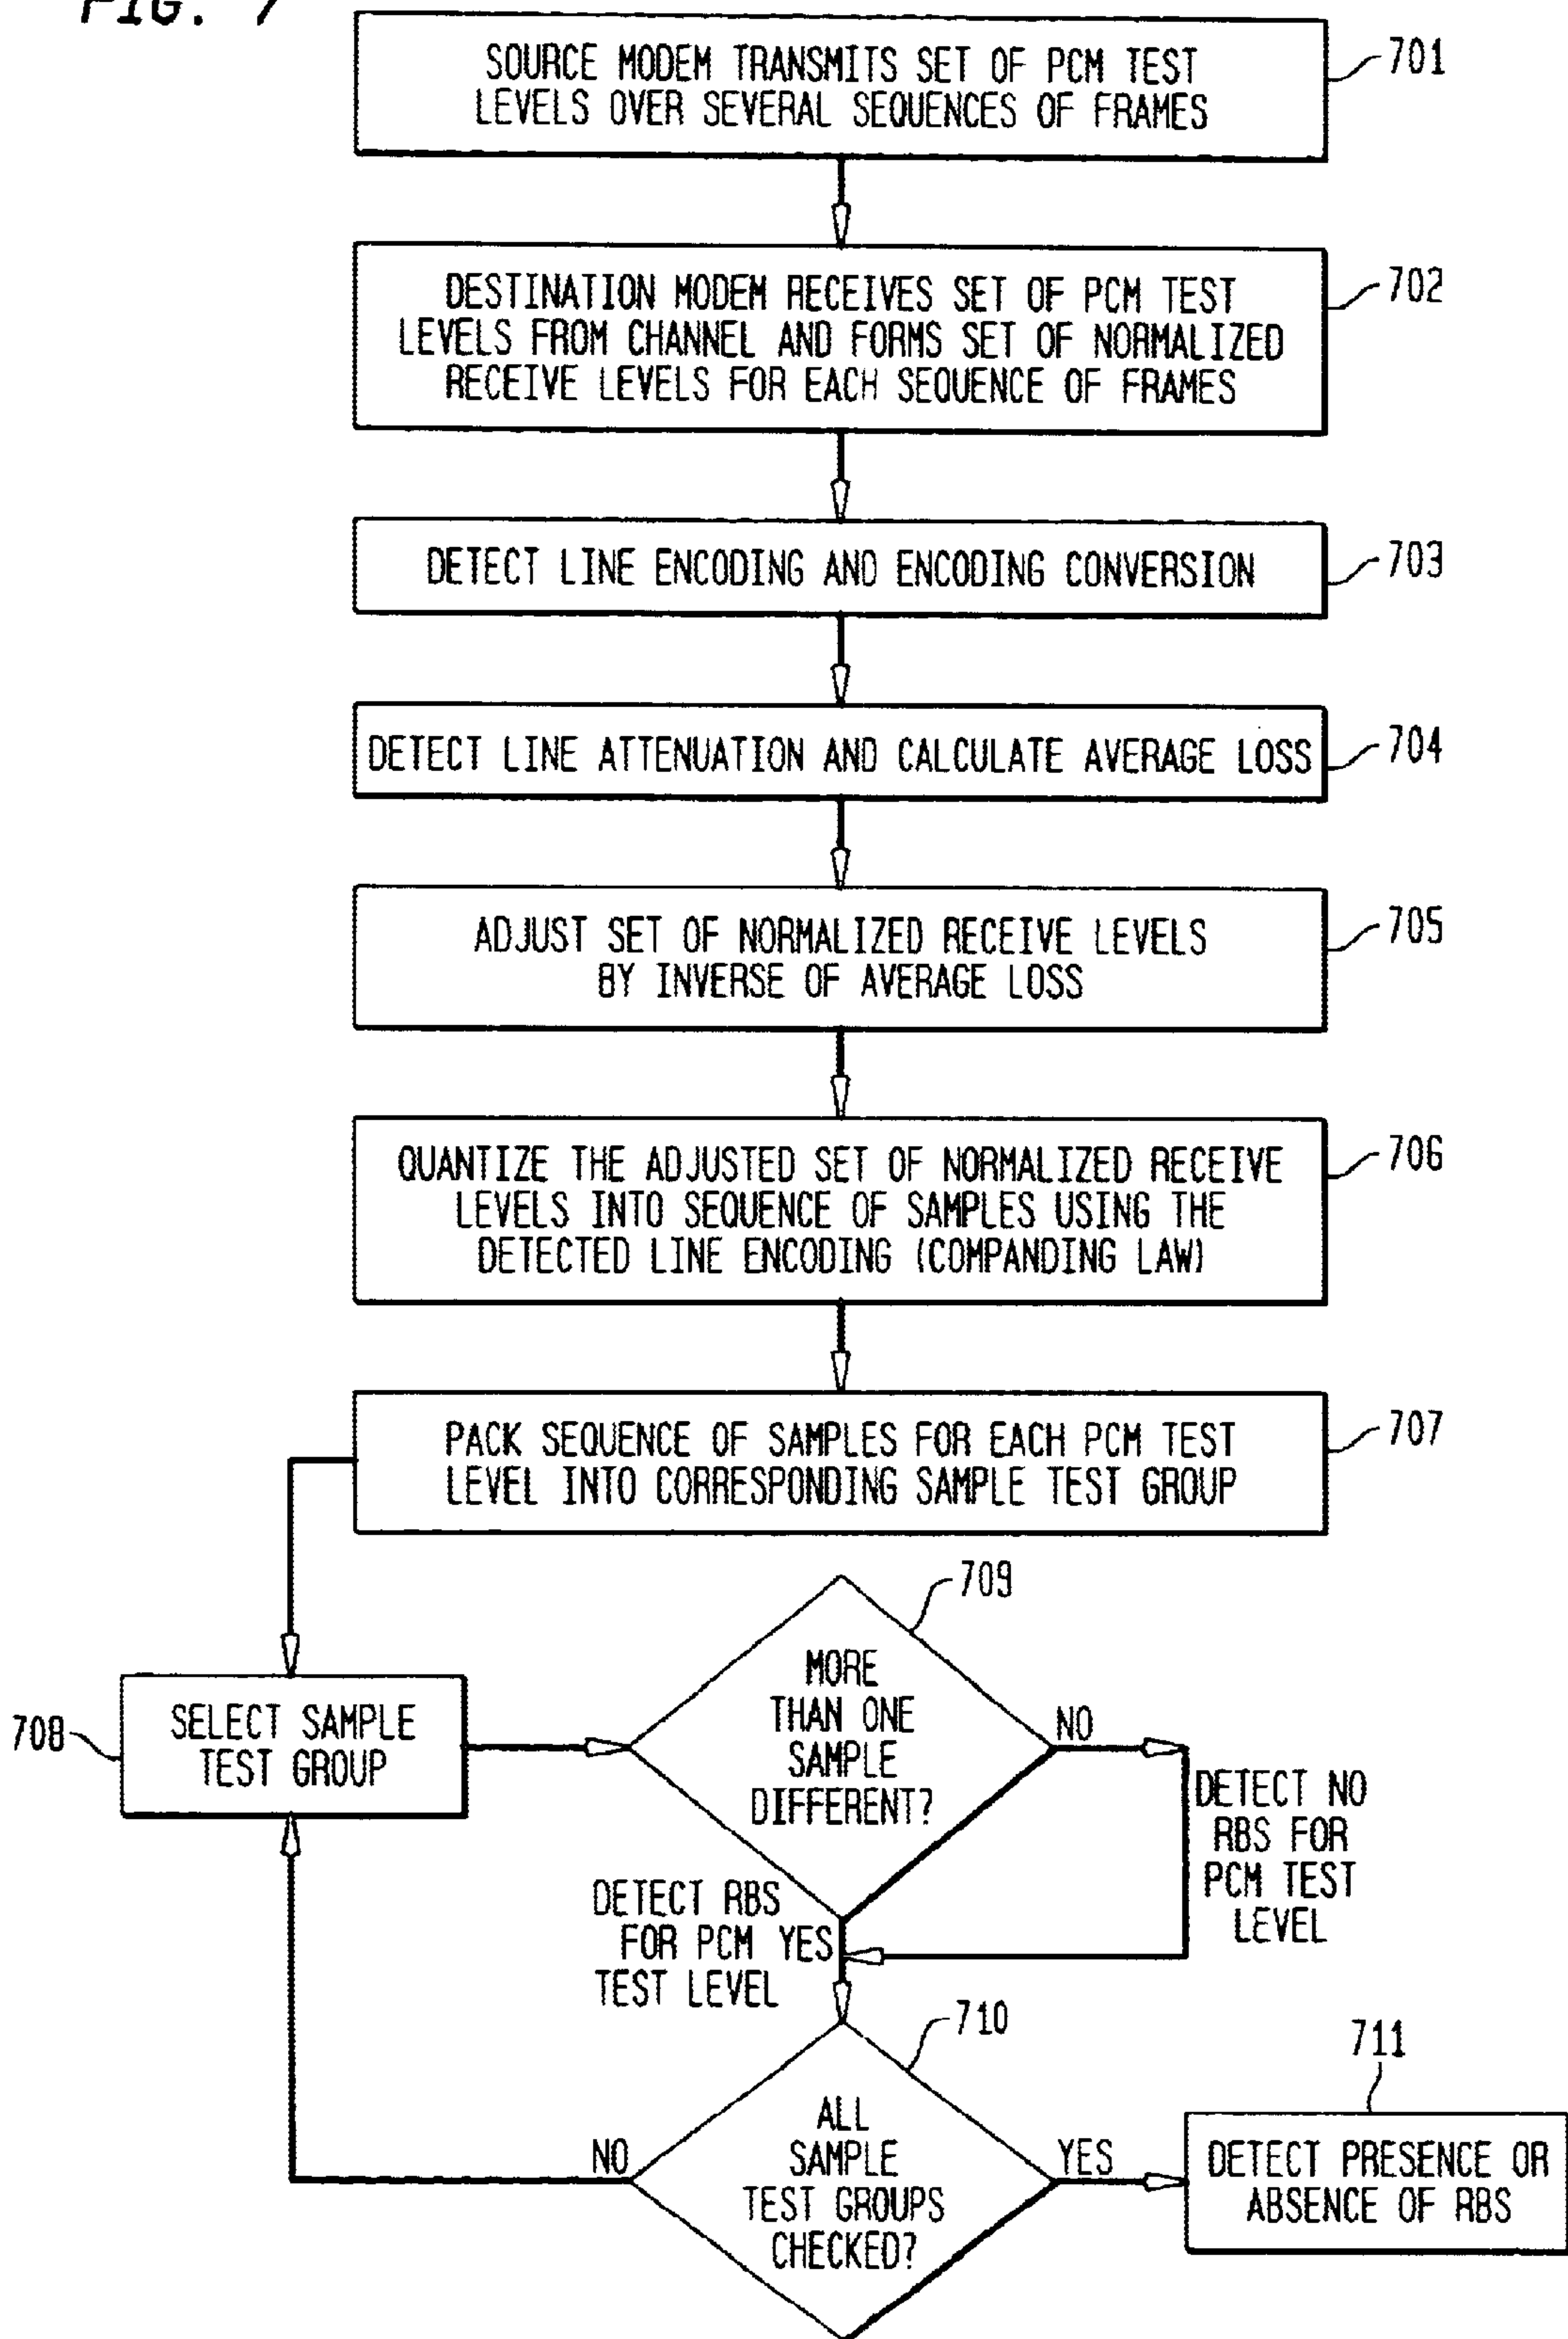 FIG. 7
SOURCE MODEM TRANSMITS SET OF PCM TEST
LEVELS OVER SEVERAL SEQUENCES OF FRAMES
701
DESTINATION MODEM RECEIVES SET OF PCM TEST
LEVELS FROM CHANNEL AND FORMS SET OF NORMALIZED
RECEIVE LEVELS FOR EACH SEQUENCE OF FRAMES
702
DETECT LINE ENCODING AND ENCODING CONVERSION
703
DETECT LINE ATTENUATION AND CALCULATE AVERAGE LOSS
704
ADJUST SET OF NORMALIZED RECEIVE LEVELS
BY INVERSE OF AVERAGE LOSS
705
QUANTIZE THE ADJUSTED SET OF NORMALIZED RECEIVE
LEVELS INTO SEQUENCE OF SAMPLES USING THE
DETECTED LINE ENCODING (COMPANDING LAW)
706
PACK SEQUENCE OF SAMPLES FOR EACH PCM TEST
LEVEL INTO CORRESPONDING SAMPLE TEST GROUP
707
708
SELECT SAMPLE
TEST GROUP
709
MORE
THAN ONE
SAMPLE
DIFFERENT?
NO
DETECT NO
RBS FOR
PCM TEST
LEVEL
DETECT RBS
FOR PCM YES
TEST LEVEL
710
ALL
SAMPLE
TEST GROUPS
CHECKED?
NO
YES
711
DETECT PRESENCE OR
ABSENCE OF RBS